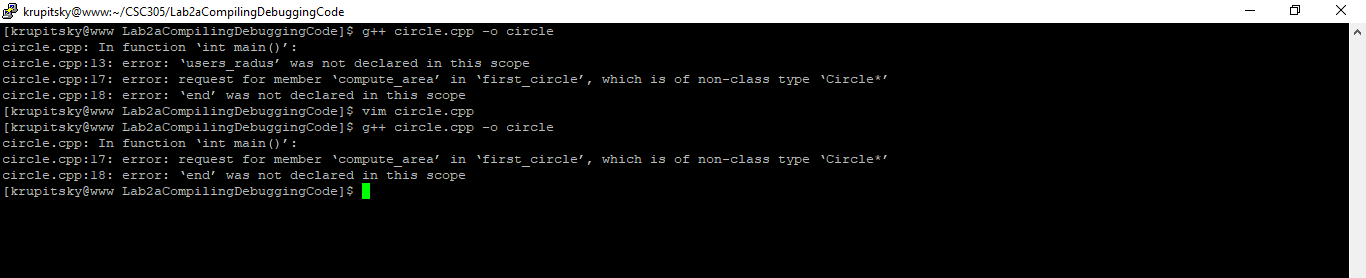 krupitsky@www:~/CSC305/Lab2aCompilingDebuggingCode
[krupitsky@www Lab2aCompilingDebuggingCode]$ g++ circle.cpp -o circle
circle.cpp: In function ‘int main()’:
circle.cpp:13: error: ‘users_radus’ was not declared in this scope
circle.cpp:17: error: request for member ‘compute_area’ in ‘first_circle’, which is of non-class type ‘Circle*’
circle.cpp:18: error: ‘end’ was not declared in this scope
[krupitsky@www Lab2aCompilingDebuggingCode]$ vim circle.cpp
[krupitsky@www Lab2aCompilingDebuggingCode]$ g++ circle.cpp -o circle
circle.cpp: In function ‘int main()’:
circle.cpp:17: error: request for member ‘compute_area’ in ‘first_circle’, which is of non-class type ‘Circle*’
circle.cpp:18: error: ‘end’ was not declared in this scope
[krupitsky@www Lab2aCompilingDebuggingCode]$